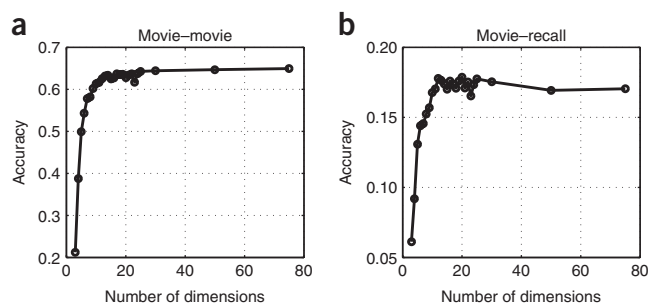 a
Movie–movie
0.7
0.6
0.5
0.4
0.3
0.2
Accuracy
0 20 40 60 80
Number of dimensions
b
Movie–recall
0.20
0.15
0.10
0.05
Accuracy
0 20 40 60 80
Number of dimensions